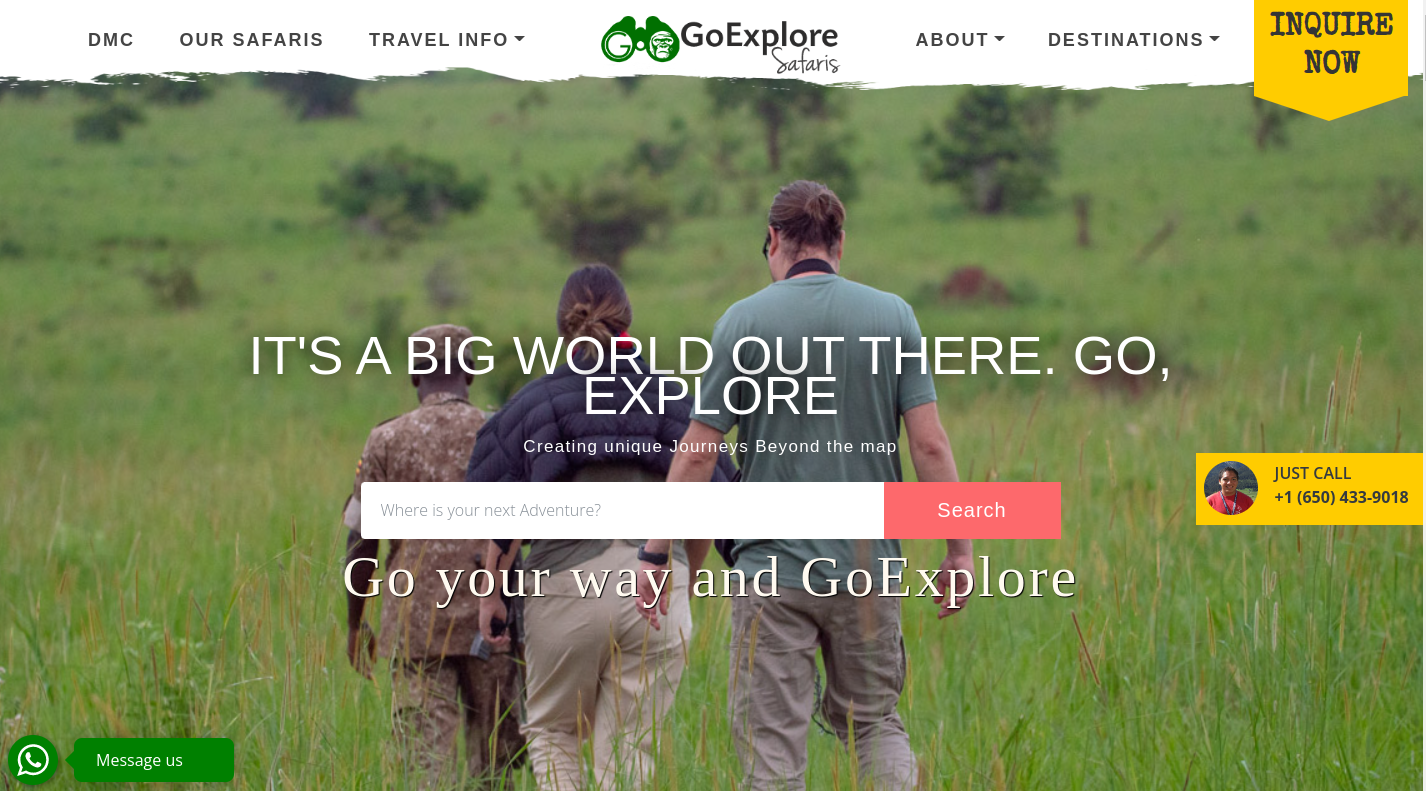 DMC
OUR SAFARIS
TRAVEL INFO
GoExplore
Safaris
ABOUT
DESTINATIONS
INQUIRE
NOW
IT'S A BIG WORLD OUT THERE. GO,
EXPLORE
Creating unique Journeys Beyond the map
Where is your next Adventure?
Search
JUST CALL
+1 (650) 433-9018
Go your way and GoExplore
Message us